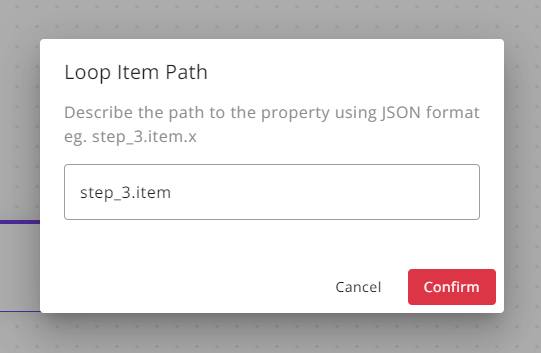 Loop Item Path
Describe the path to the property using JSON format
eg. step_3.item.x
step_3.item
Cancel
Confirm